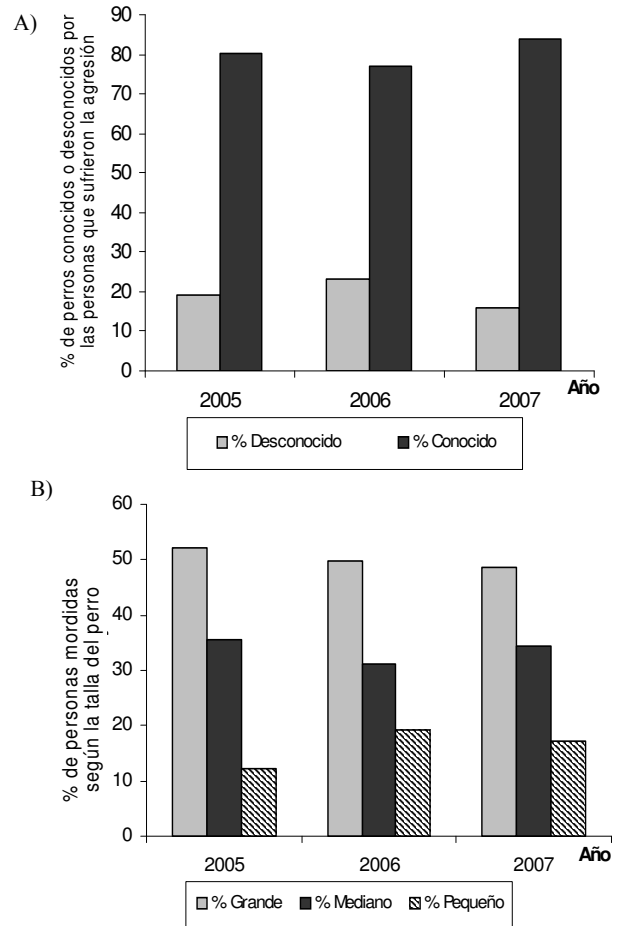 A)
% de perros conocidos o desconocidos por
las personas que sufrieron la agresión
90
80
70
60
50
40
30
20
10
0
2005 2006 2007 Año
% Desconocido % Conocido
B)
% de personas mordidas
según la talla del perro
60
50
40
30
20
10
0
2005 2006 2007 Año
% Grande % Mediano % Pequeño